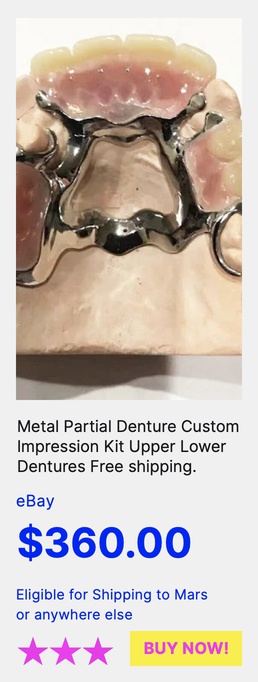 Metal Partial Denture Custom
Impression Kit Upper Lower
Dentures Free shipping.
eBay
$360.00
Eligible for Shipping to Mars
or anywhere else
BUY NOW!